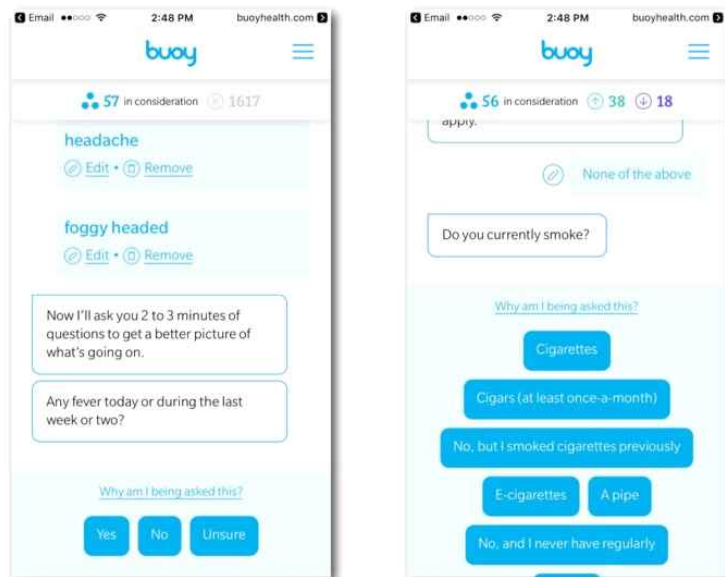 Email 2:48 PM buoyhealth.com
buoy
57 in consideration 1617
headache
Edit • Remove
foggy headed
Edit • Remove
Now I'll ask you 2 to 3 minutes of
questions to get a better picture of
what's going on.
Any fever today or during the last
week or two?
Why am I being asked this?
Yes No Unsure
Email 2:48 PM buoyhealth.com
buoy
56 in consideration 38 18
apply.
None of the above
Do you currently smoke?
Why am I being asked this?
Cigarettes
Cigars (at least once-a-month)
No, but I smoked cigarettes previously
E-cigarettes A pipe
No, and I never have regularly